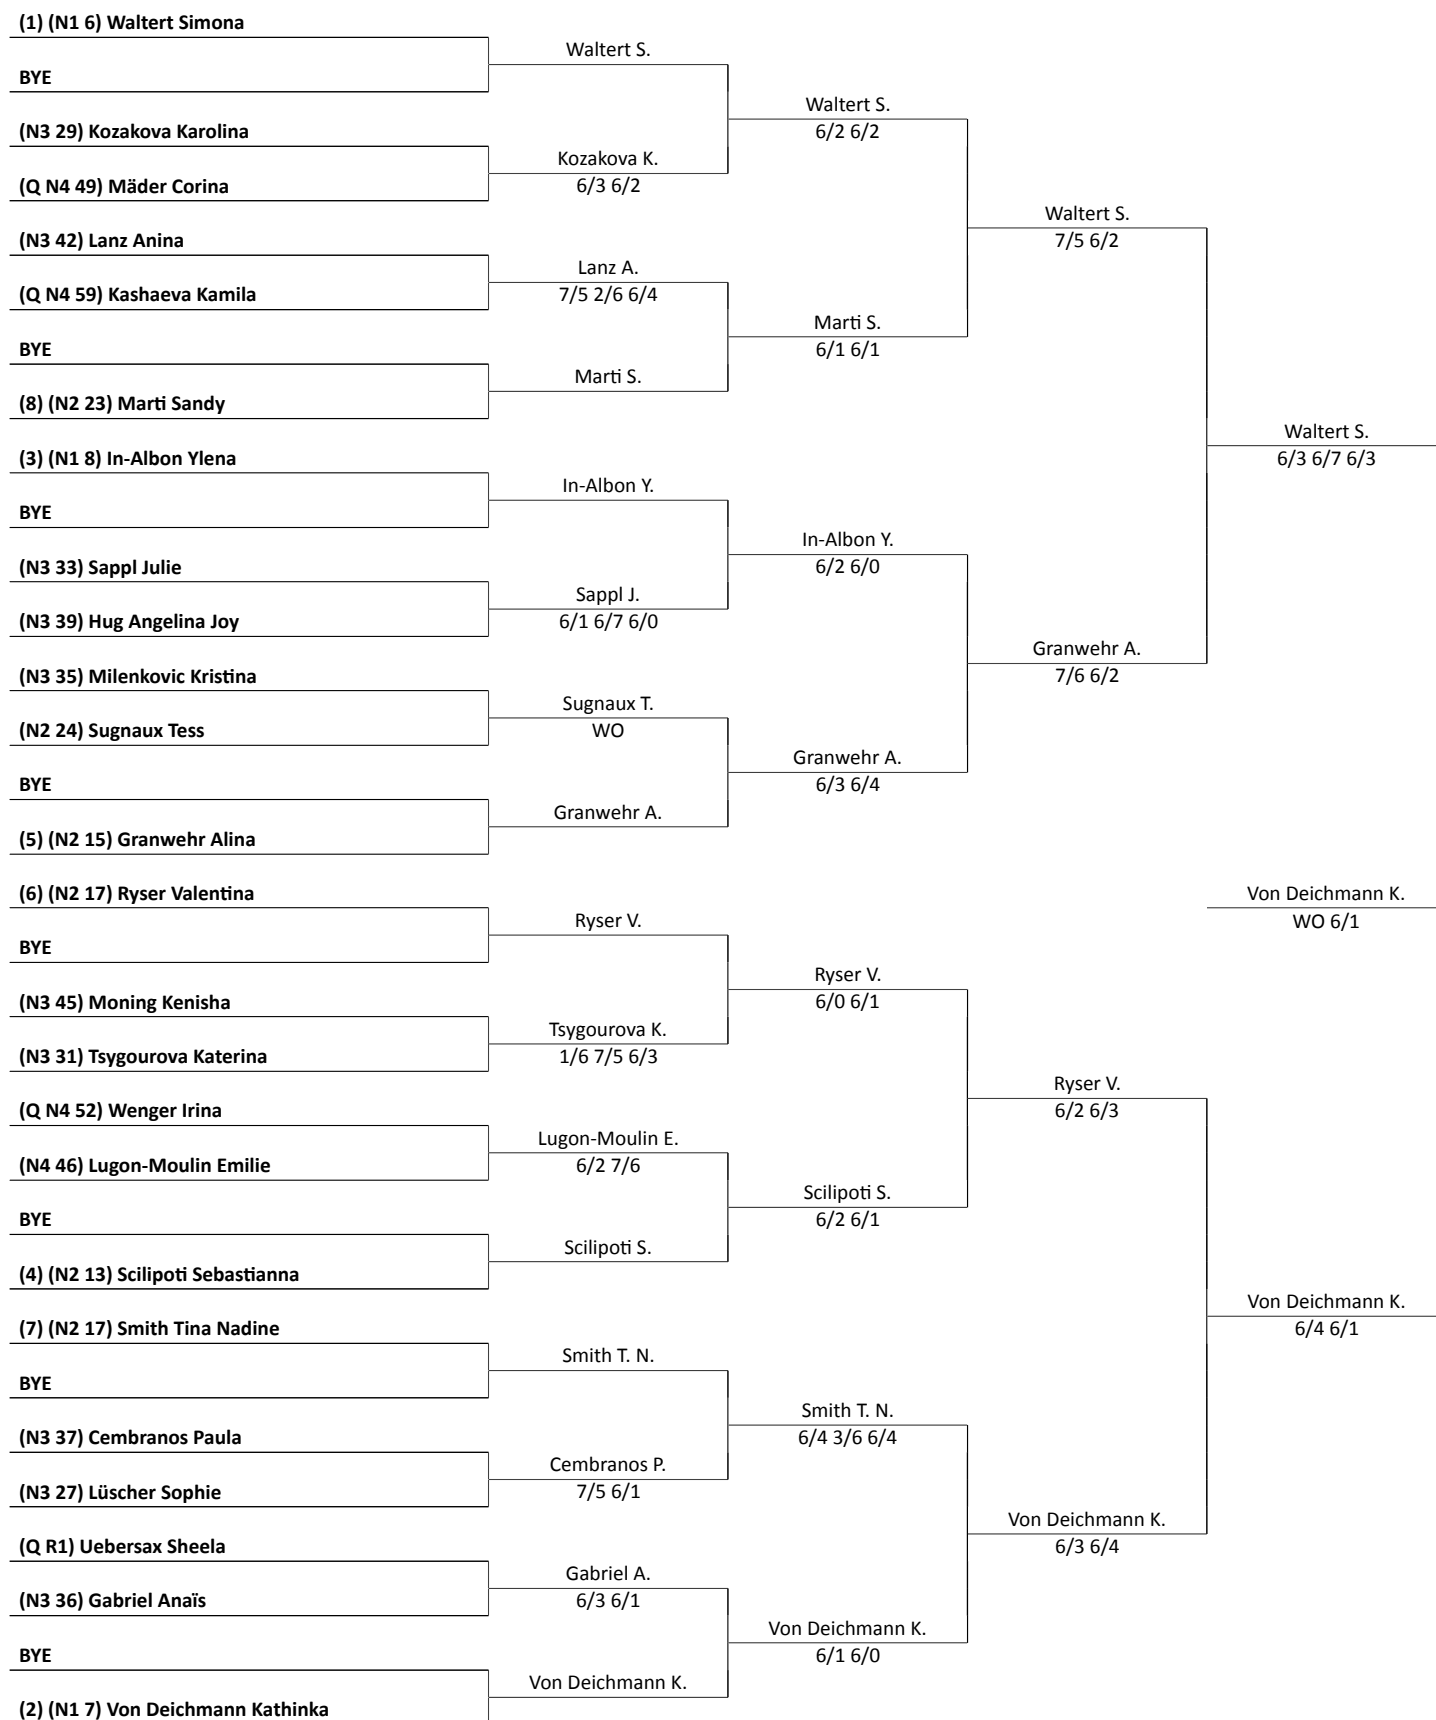 (1) (N1 6) Waltert Simona
Waltert S.
BYE
Waltert S.
6/2 6/2
(N3 29) Kozakova Karolina
Kozakova K.
6/3 6/2
(Q N4 49) Mäder Corina
Waltert S.
7/5 6/2
(N3 42) Lanz Anina
Lanz A.
7/5 2/6 6/4
(Q N4 59) Kashaeva Kamila
Marti S.
6/1 6/1
BYE
Marti S.
(8) (N2 23) Marti Sandy
Waltert S.
6/3 6/7 6/3
(3) (N1 8) In-Albon Ylena
In-Albon Y.
BYE
In-Albon Y.
6/2 6/0
(N3 33) Sappl Julie
Sappl J.
6/1 6/7 6/0
(N3 39) Hug Angelina Joy
Granwehr A.
7/6 6/2
(N3 35) Milenkovic Kristina
Sugnaux T.
WO
(N2 24) Sugnaux Tess
Granwehr A.
6/3 6/4
BYE
Granwehr A.
(5) (N2 15) Granwehr Alina
(6) (N2 17) Ryser Valentina
Von Deichmann K.
WO 6/1
Ryser V.
BYE
Ryser V.
6/0 6/1
(N3 45) Moning Kenisha
Tsygourova K.
1/6 7/5 6/3
(N3 31) Tsygourova Katerina
Ryser V.
6/2 6/3
(Q N4 52) Wenger Irina
Lugon-Moulin E.
6/2 7/6
(N4 46) Lugon-Moulin Emilie
Scilipoti S.
6/2 6/1
BYE
Scilipoti S.
(4) (N2 13) Scilipoti Sebastianna
Von Deichmann K.
6/4 6/1
(7) (N2 17) Smith Tina Nadine
Smith T. N.
BYE
Smith T. N.
6/4 3/6 6/4
(N3 37) Cembranos Paula
Cembranos P.
7/5 6/1
(N3 27) Lüscher Sophie
Von Deichmann K.
6/3 6/4
(Q R1) Uebersax Sheela
Gabriel A.
6/3 6/1
(N3 36) Gabriel Anaïs
Von Deichmann K.
6/1 6/0
BYE
Von Deichmann K.
(2) (N1 7) Von Deichmann Kathinka